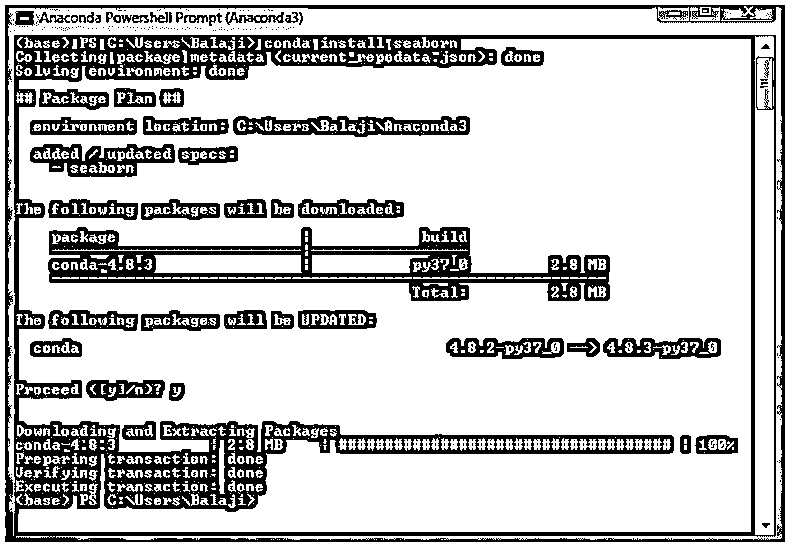 Anaconda Powershell Prompt (Anaconda3)
(base) PS C:\Users\Balaji> conda install seaborn
Collecting package metadata (current_repodata.json): done
Solving environment: done
## Package Plan ##
environment location: C:\Users\Balaji\Anaconda3
added / updated specs:
- seaborn
The following packages will be downloaded:
package | build
conda-4.8.3 | py37_0 2.8 MB
Total: 2.8 MB
The following packages will be UPDATED:
conda 4.8.2-py37_0 --> 4.8.3-py37_0
Proceed ([y]/n)? y
Downloading and Extracting Packages
conda-4.8.3 | 2.8 MB | ##################################### | 100%
Preparing transaction: done
Verifying transaction: done
Executing transaction: done
(base) PS C:\Users\Balaji>